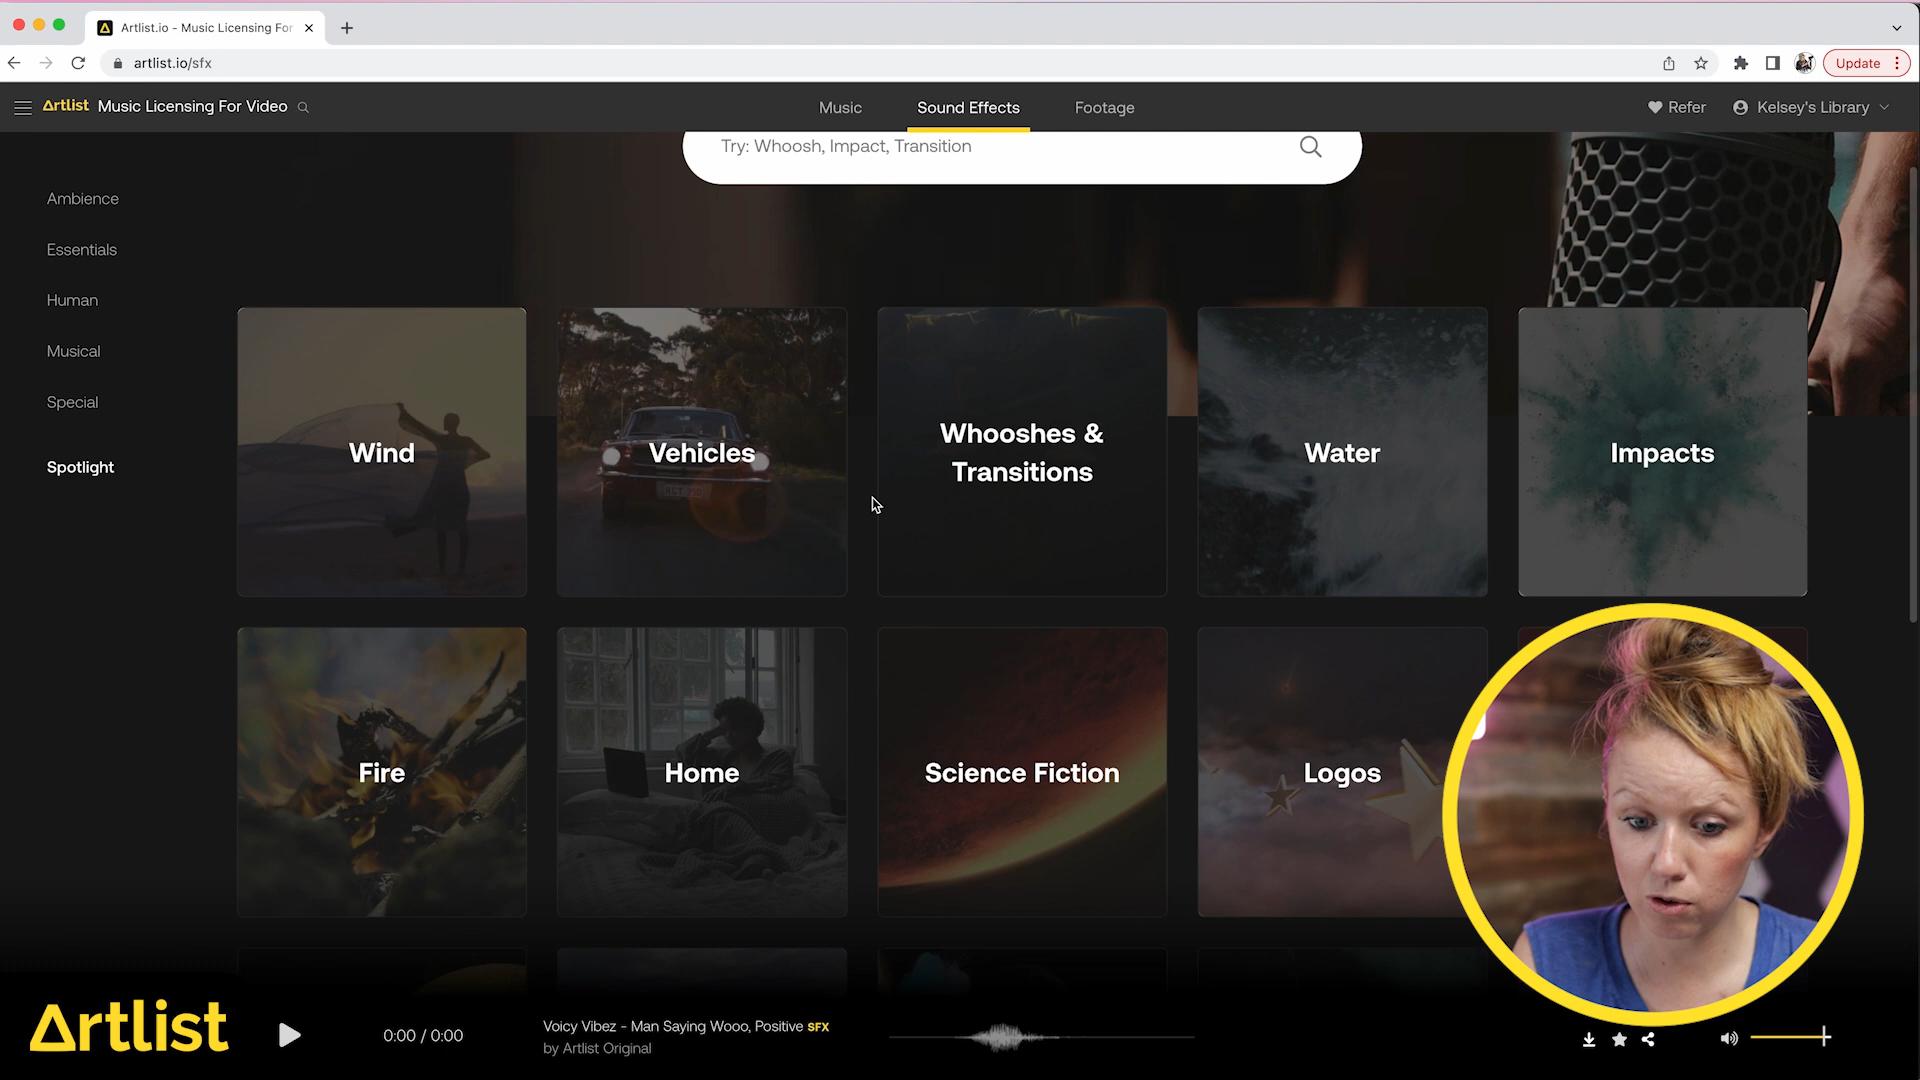 Artlist.io - Music Licensing For
artlist.io/sfx
Update
Artlist Music Licensing For Video
Music
Sound Effects
Footage
Refer
Kelsey's Library
Try: Whoosh, Impact, Transition
Ambience
Essentials
Human
Musical
Special
Spotlight
Wind
Vehicles
Whooshes &
Transitions
Water
Impacts
Fire
Home
Science Fiction
Logos
Artlist
0:00 / 0:00
Voicy Vibez - Man Saying Wooo, Positive SFX
by Artlist Original